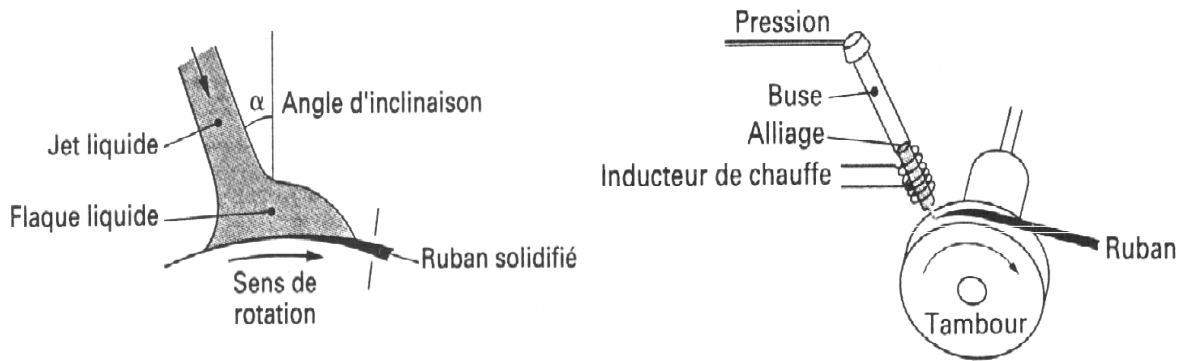 α
Angle d'inclinaison
Jet liquide
Flaque liquide
Ruban solidifié
Sens de
rotation
Pression
Buse
Alliage
Inducteur de chauffe
Ruban
Tambour